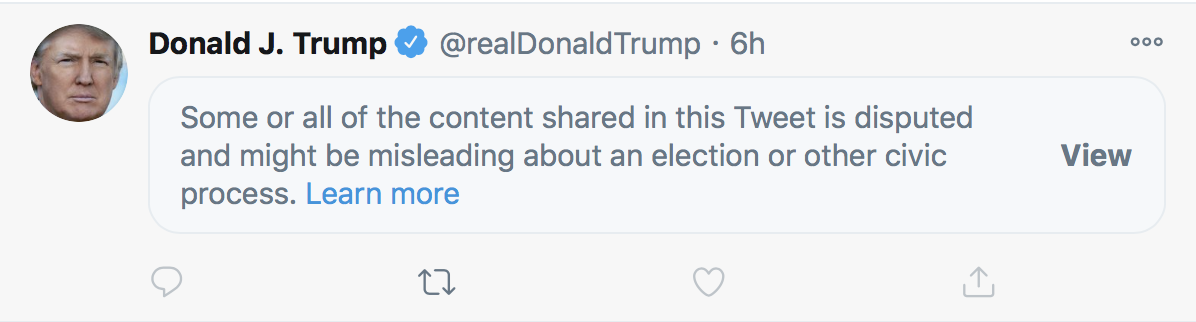 Donald J. Trump @realDonaldTrump · 6h
Some or all of the content shared in this Tweet is disputed
and might be misleading about an election or other civic
process. Learn more
View